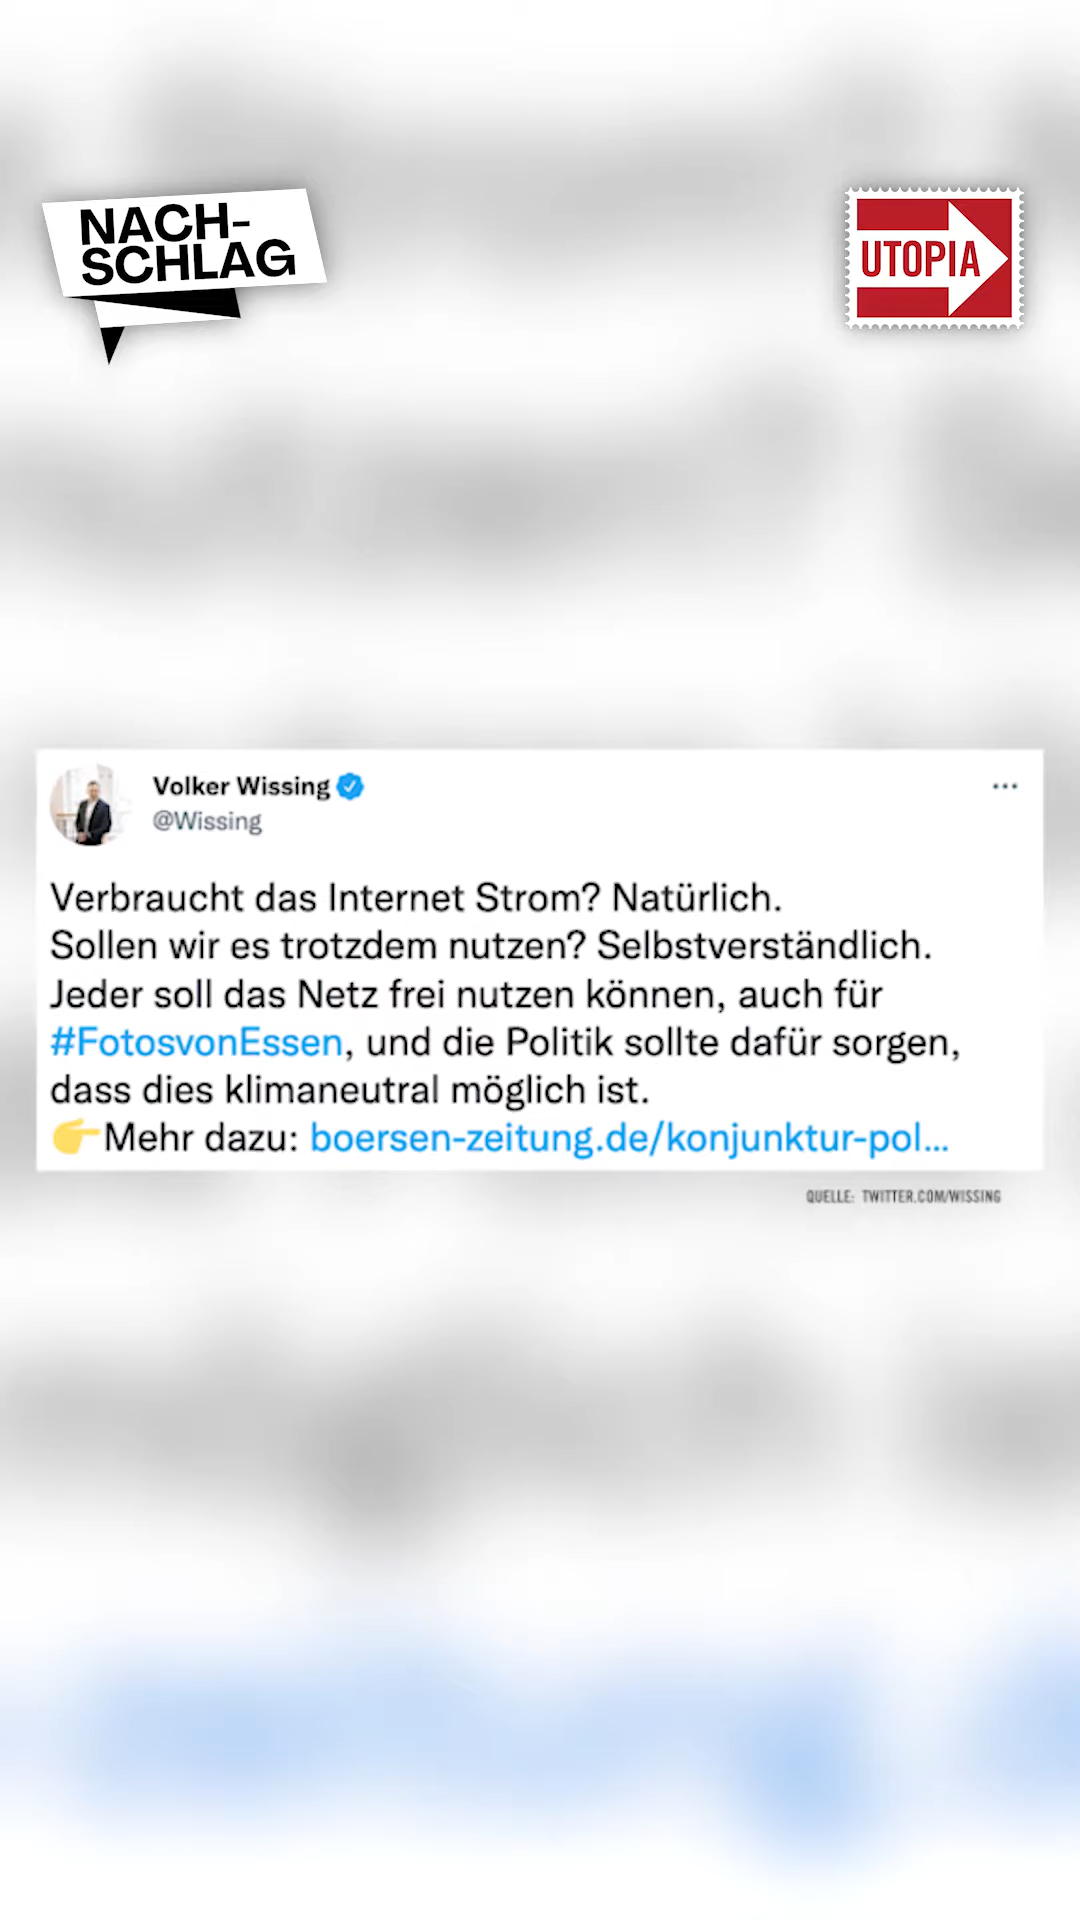 NACH-
SCHLAG
UTOPIA
Volker Wissing
@Wissing
Verbraucht das Internet Strom? Natürlich.
Sollen wir es trotzdem nutzen? Selbstverständlich.
Jeder soll das Netz frei nutzen können, auch für
#FotosvonEssen, und die Politik sollte dafür sorgen,
dass dies klimaneutral möglich ist.
👉Mehr dazu: boersen-zeitung.de/konjunktur-pol...
QUELLE: TWITTER.COM/WISSING